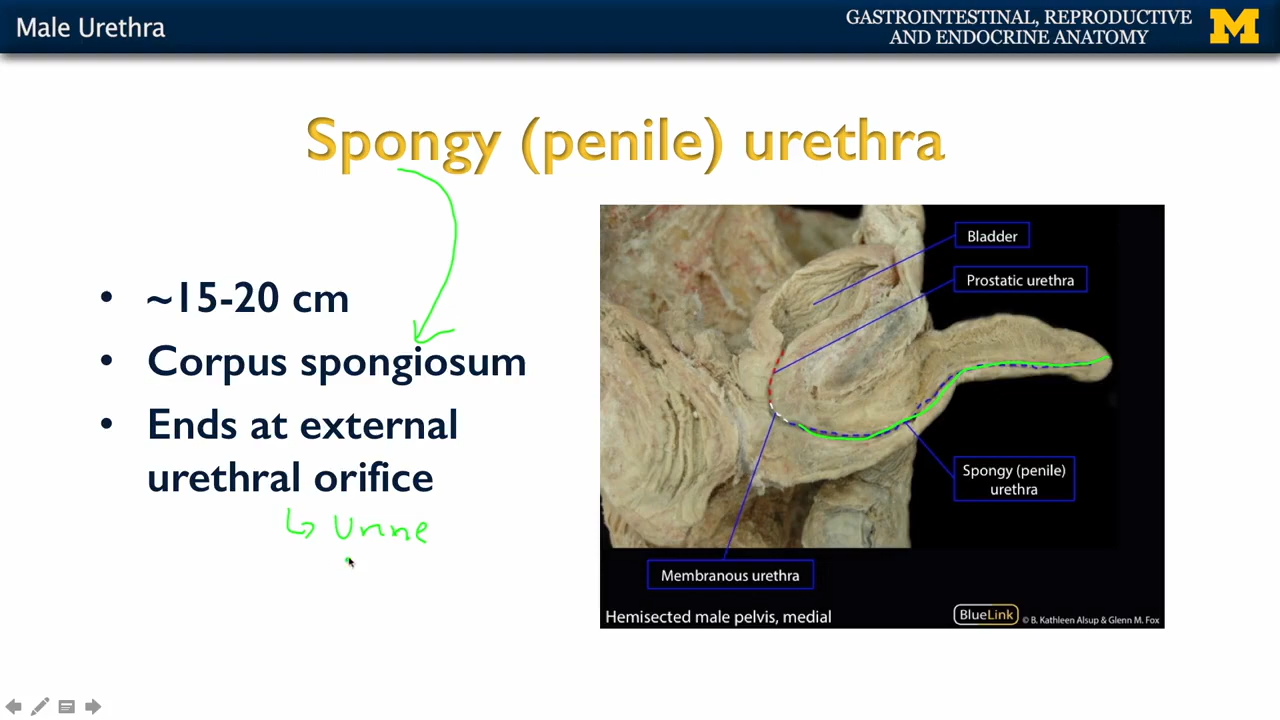 Male Urethra
GASTROINTESTINAL, REPRODUCTIVE
AND ENDOCRINE ANATOMY
M
Spongy (penile) urethra
• ~15-20 cm
• Corpus spongiosum
• Ends at external
urethral orifice
Urine
Bladder
Prostatic urethra
Spongy (penile)
urethra
Membranous urethra
Hemisected male pelvis, medial
BlueLink © B. Kathleen Alsup & Glenn M. Fox